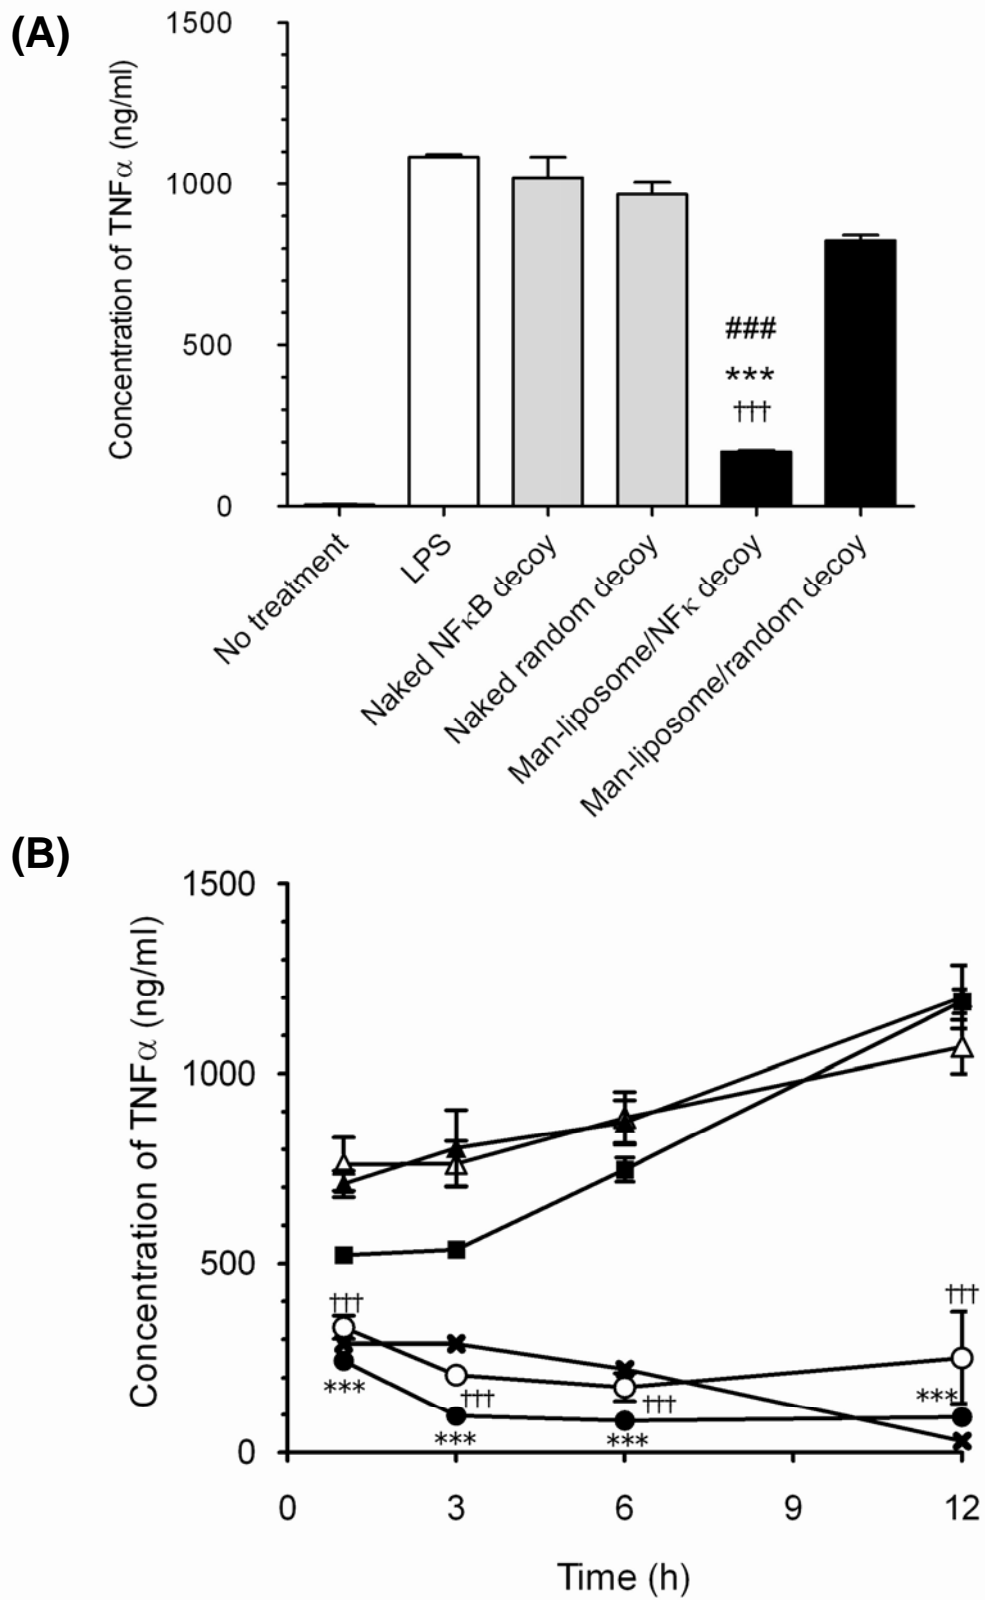 (A)
Concentration of TNFα (ng/ml)
1500
1000
500
0
###
***
†††
No treatment
LPS
Naked NFκB decoy
Naked random decoy
Man-liposome/NFκ decoy
Man-liposome/random decoy
(B)
Concentration of TNFα (ng/ml)
1500
1000
500
0
†††
†††
***
†††
***
†††
***
***
0 3 6 9 12
Time (h)